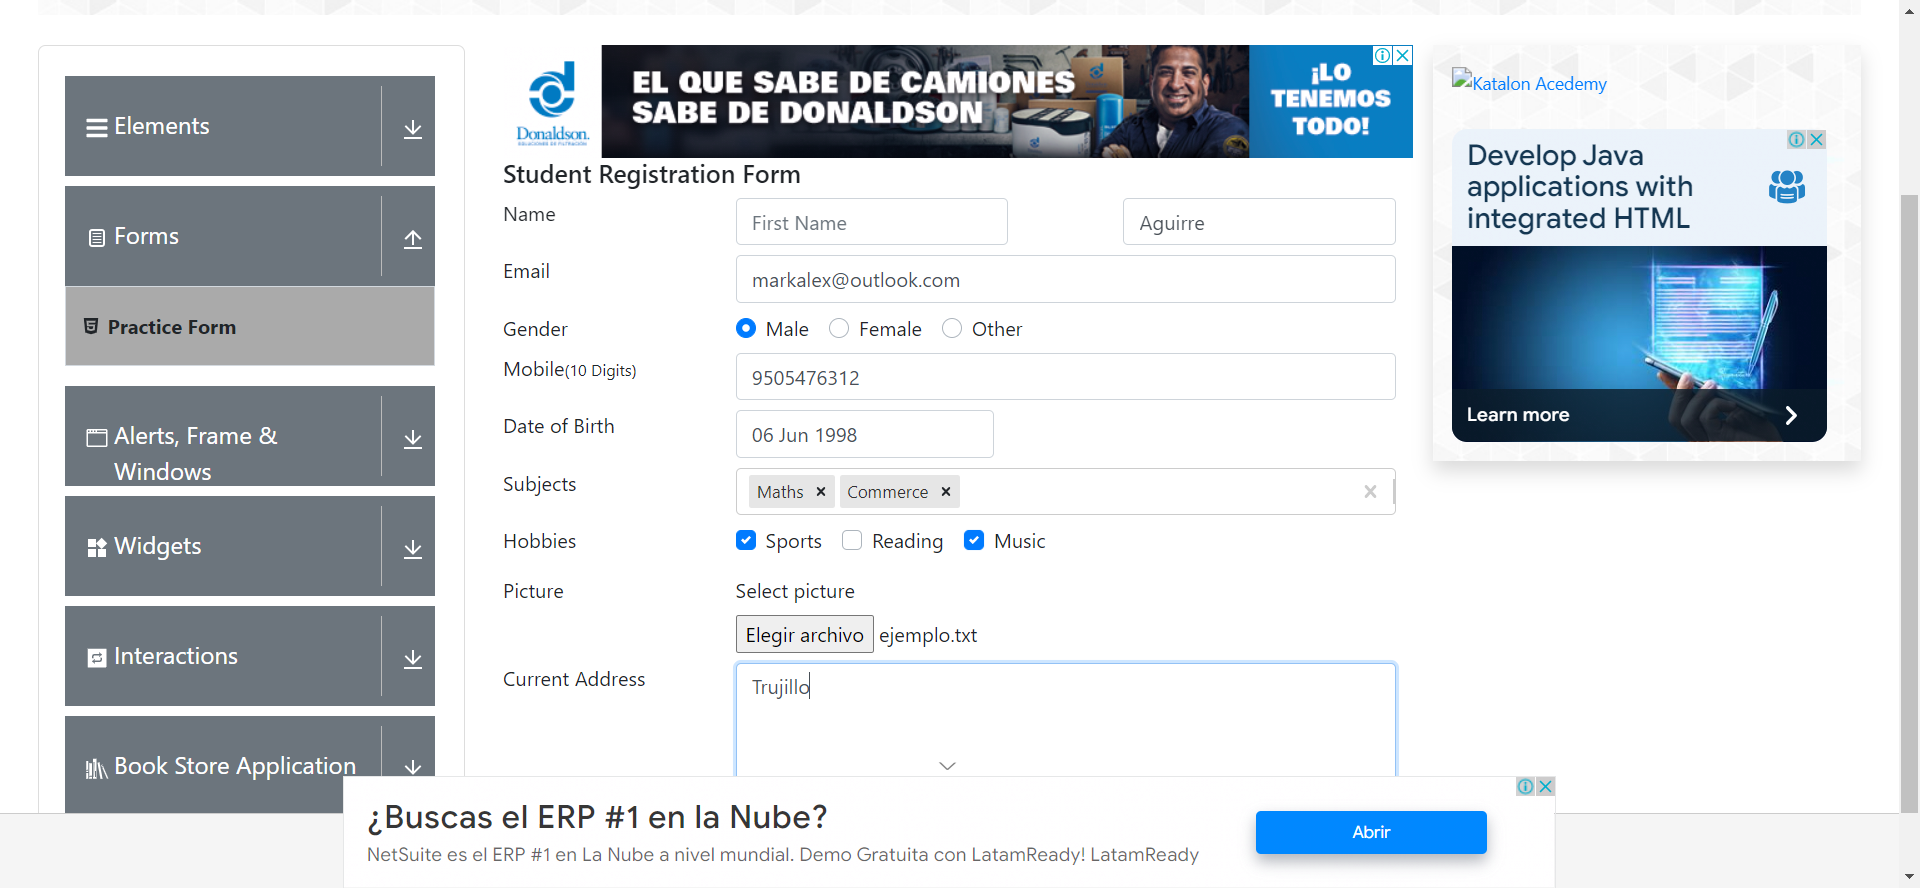 Elements
Forms
Practice Form
Alerts, Frame &
Windows
Widgets
Interactions
Book Store Application
Donaldson.
SOLUCIONES DE FILTRACIÓN
EL QUE SABE DE CAMIONES
SABE DE DONALDSON
¡LO
TENEMOS
TODO!
Student Registration Form
Name
First Name
Aguirre
Email
markalex@outlook.com
Gender
Male
Female
Other
Mobile(10 Digits)
9505476312
Date of Birth
06 Jun 1998
Subjects
Maths
Commerce
Hobbies
Sports
Reading
Music
Picture
Select picture
Elegir archivo
ejemplo.txt
Current Address
Trujillo
Katalon Acedemy
Develop Java
applications with
integrated HTML
Learn more
¿Buscas el ERP #1 en la Nube?
NetSuite es el ERP #1 en La Nube a nivel mundial. Demo Gratuita con LatamReady! LatamReady
Abrir